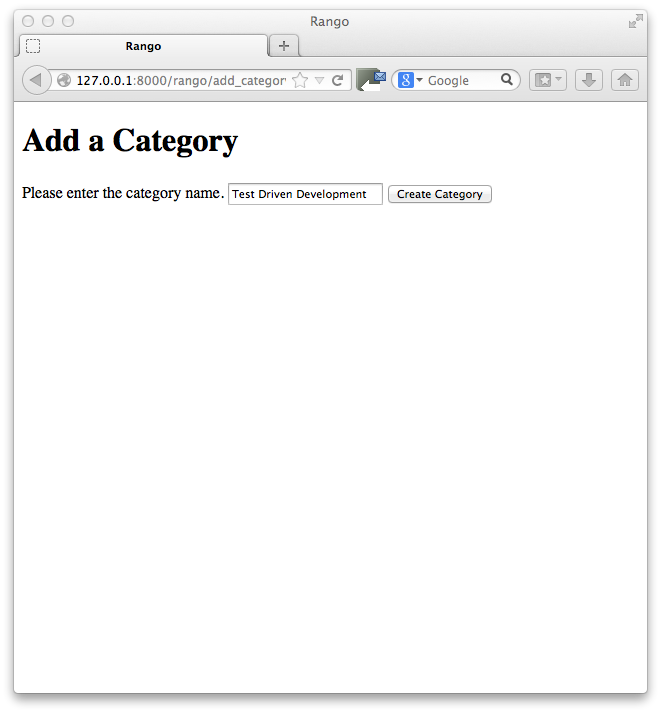 Rango
Rango
127.0.0.1:8000/rango/add_category
Google
Add a Category
Please enter the category name. Test Driven Development Create Category